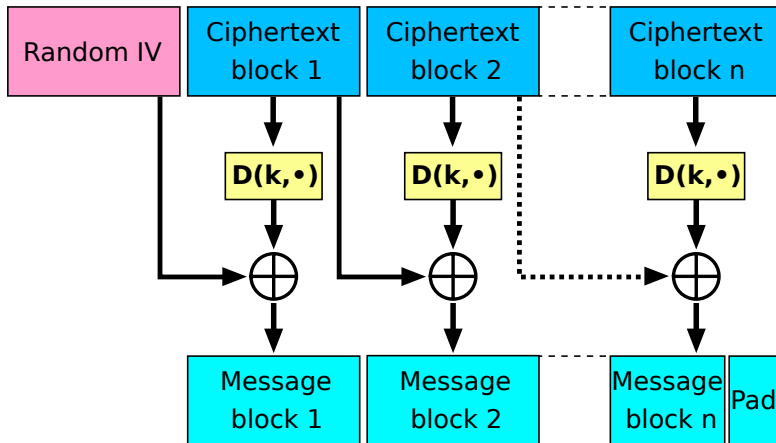 Random IV
Ciphertext
block 1
Ciphertext
block 2
Ciphertext
block n
D(k,•)
D(k,•)
D(k,•)
Message
block 1
Message
block 2
Message
block n
Pad